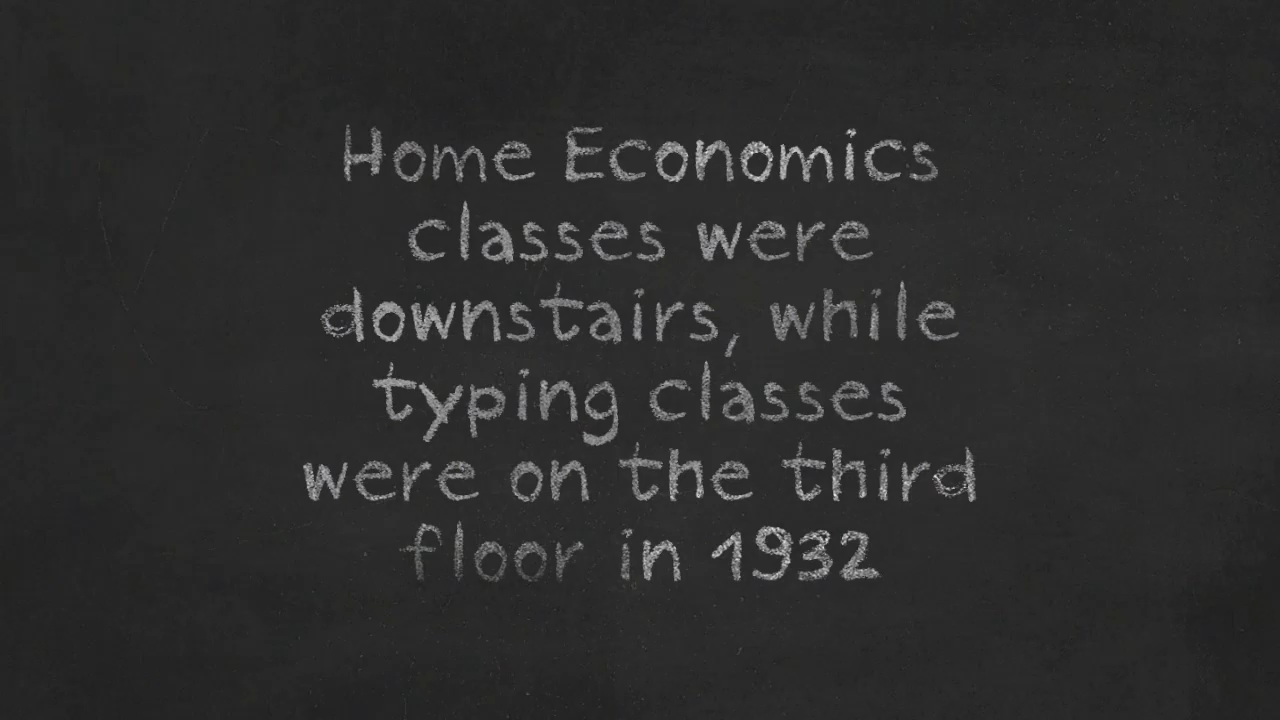 Home Economics
classes were
downstairs, while
typing classes
were on the third
floor in 1932